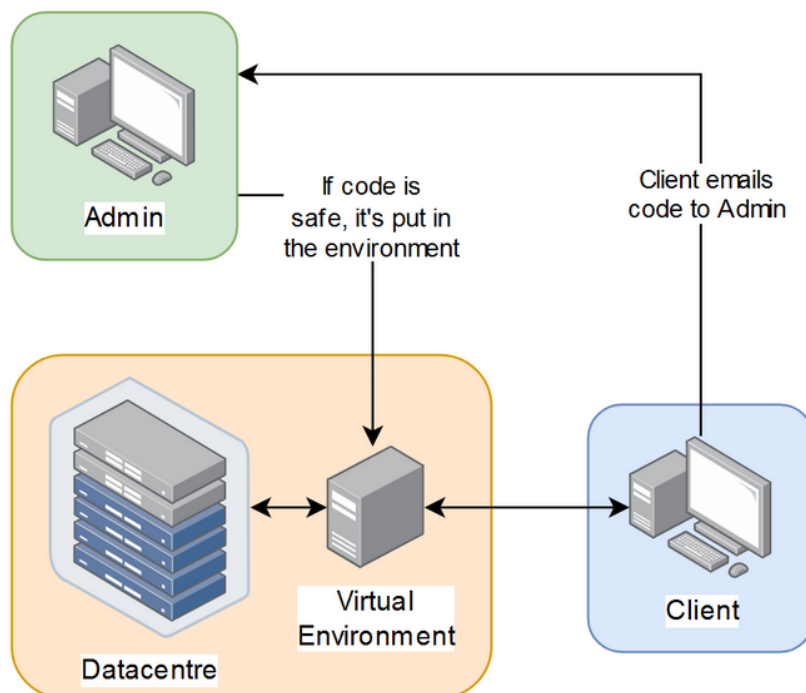 Admin
If code is
safe, it's put in
the environment
Client emails
code to Admin
Datacentre
Virtual
Environment
Client